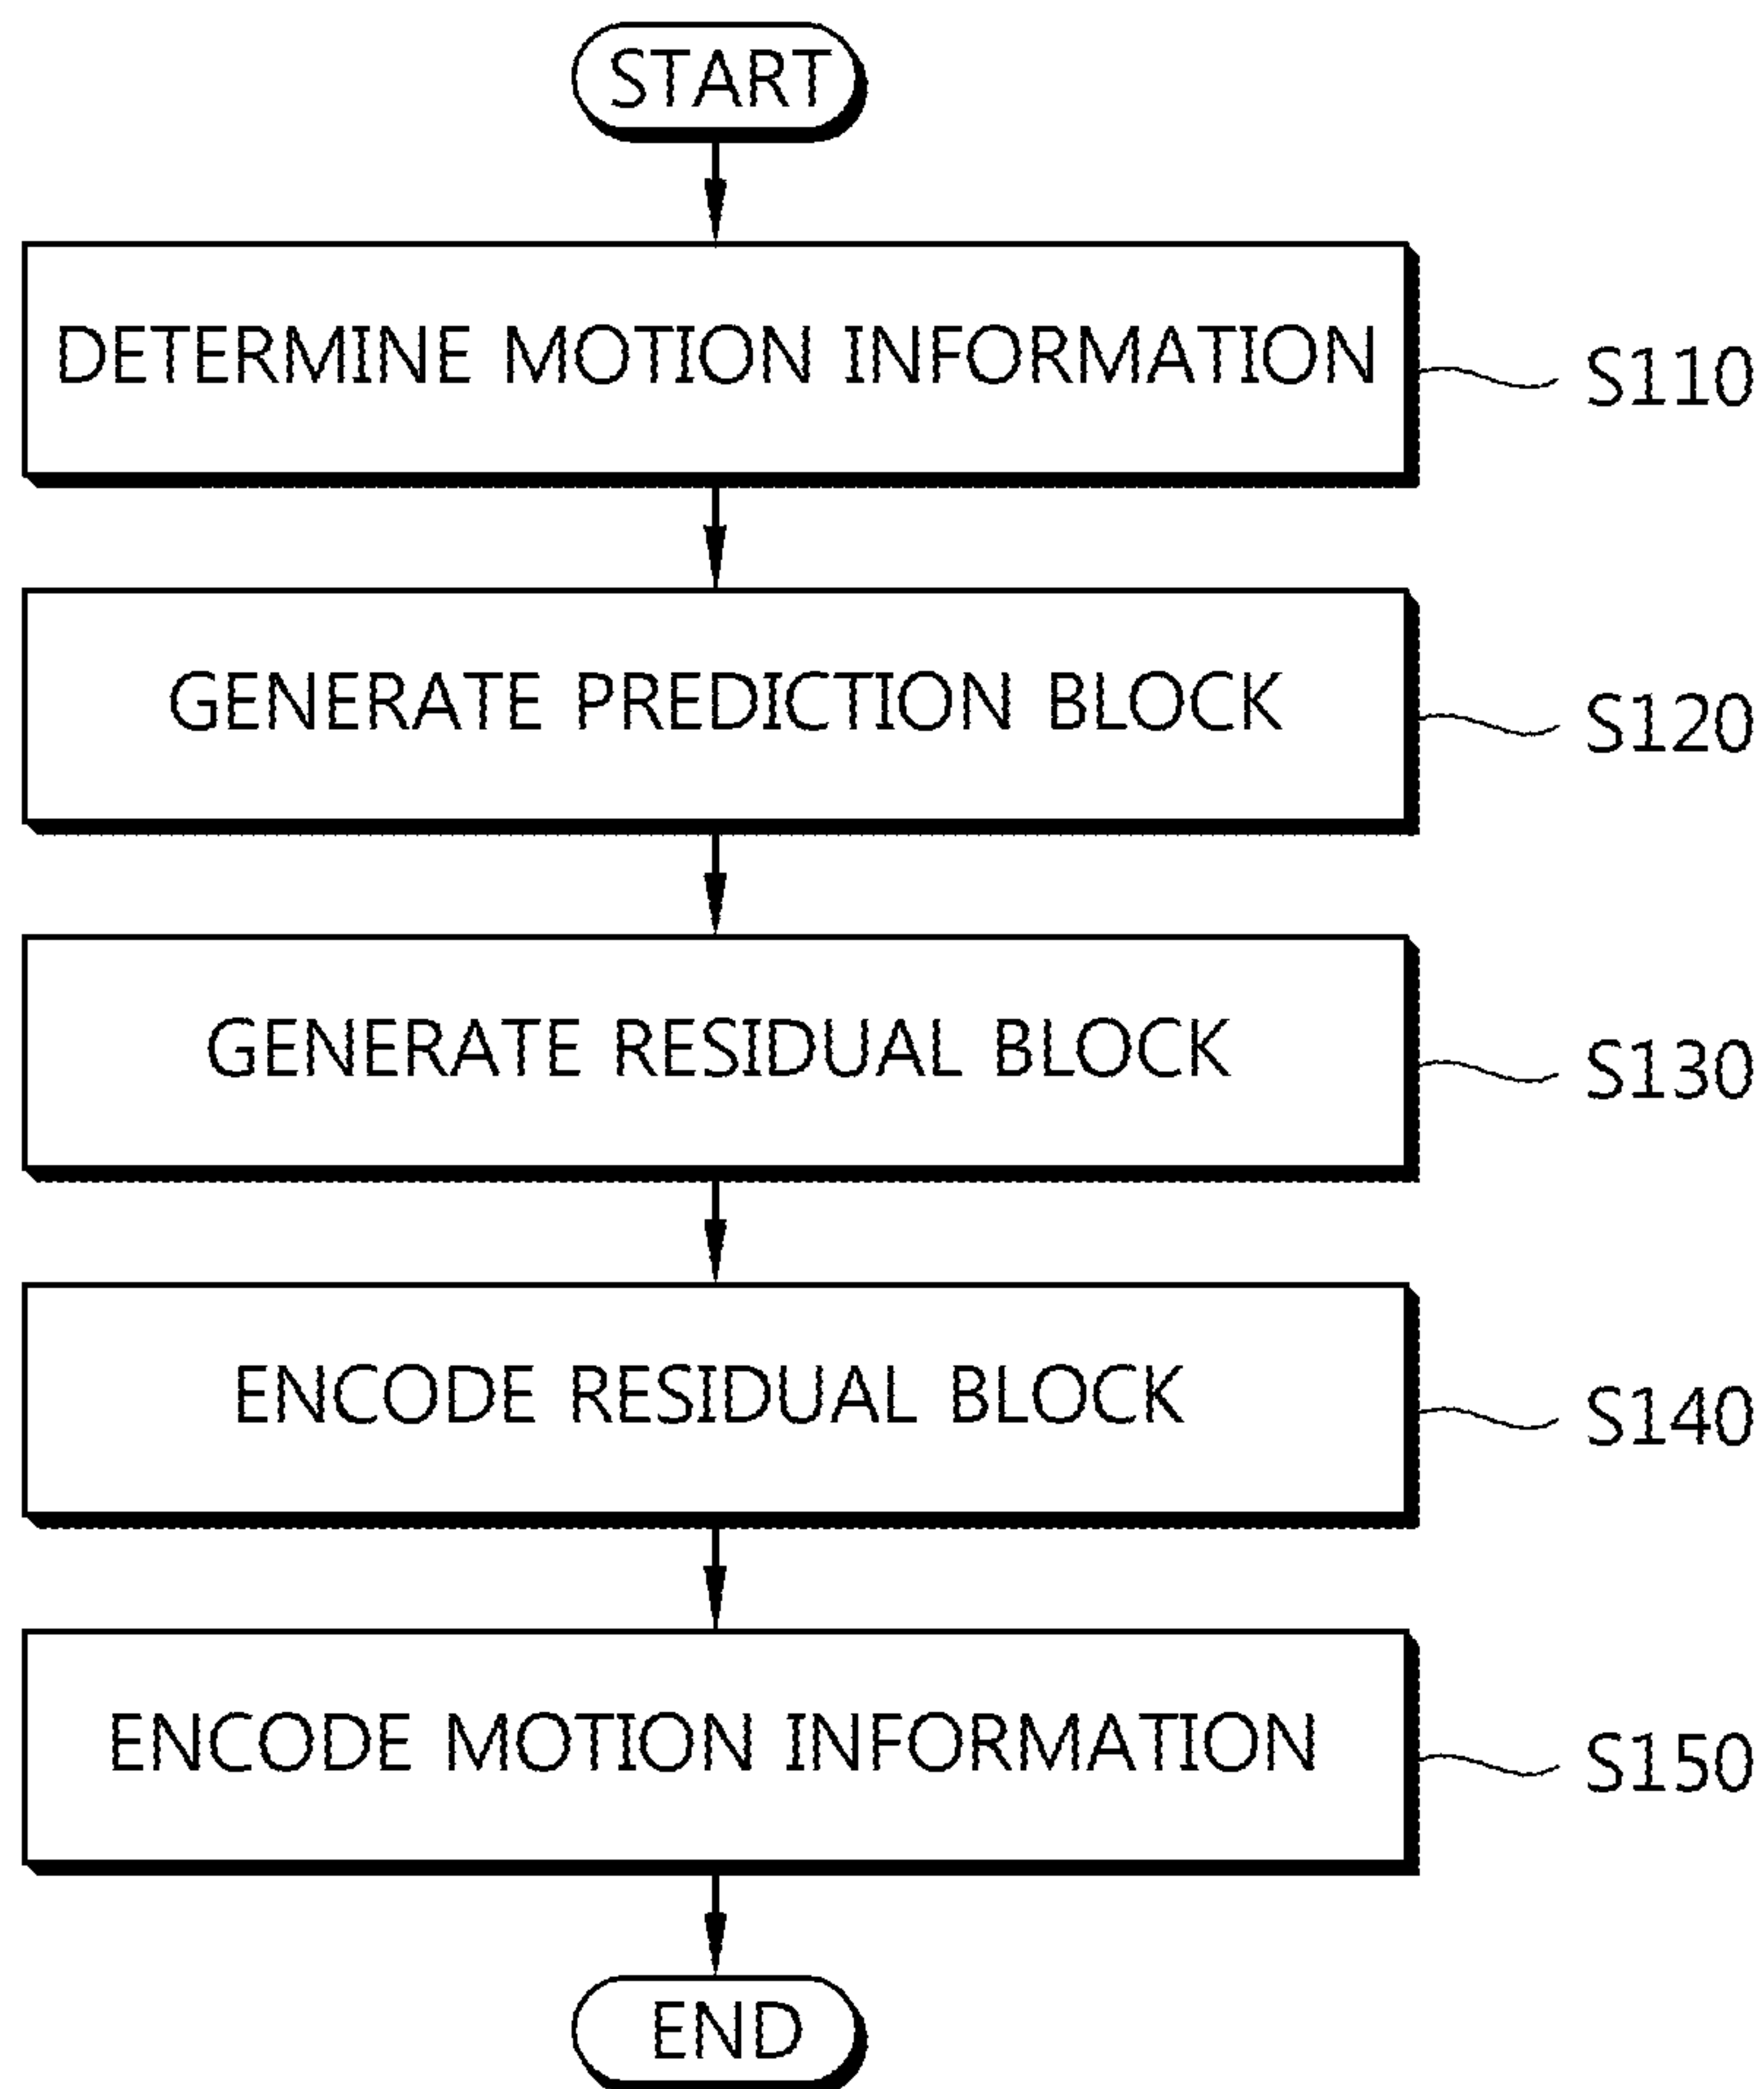 START
DETERMINE MOTION INFORMATION
S110
GENERATE PREDICTION BLOCK
S120
GENERATE RESIDUAL BLOCK
S130
ENCODE RESIDUAL BLOCK
S140
ENCODE MOTION INFORMATION
S150
END